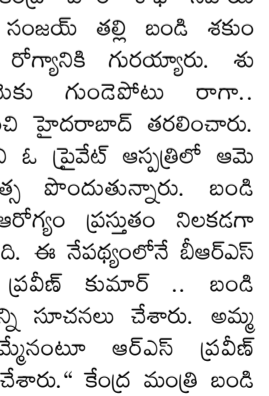 సంజయ్ తల్లి బండి శకుం
రోగ్యానికి గురయ్యారు. శు
మెకు గుండెపోటు రాగా..
చి హైదరాబాద్ తరలించారు.
ఓ ప్రైవేట్ ఆస్పత్రిలో ఆమె
త్స పొందుతున్నారు. బండి
ఆరోగ్యం ప్రస్తుతం నిలకడగా
ది. ఈ నేపథ్యంలోనే బీఆర్ఎస్
ప్రవీణ్ కుమార్ .. బండి
న్ని సూచనలు చేశారు. అమ్మ
మ్మేనంటూ ఆర్ఎస్ ప్రవీణ్
చేశారు.“ కేంద్ర మంత్రి బండి